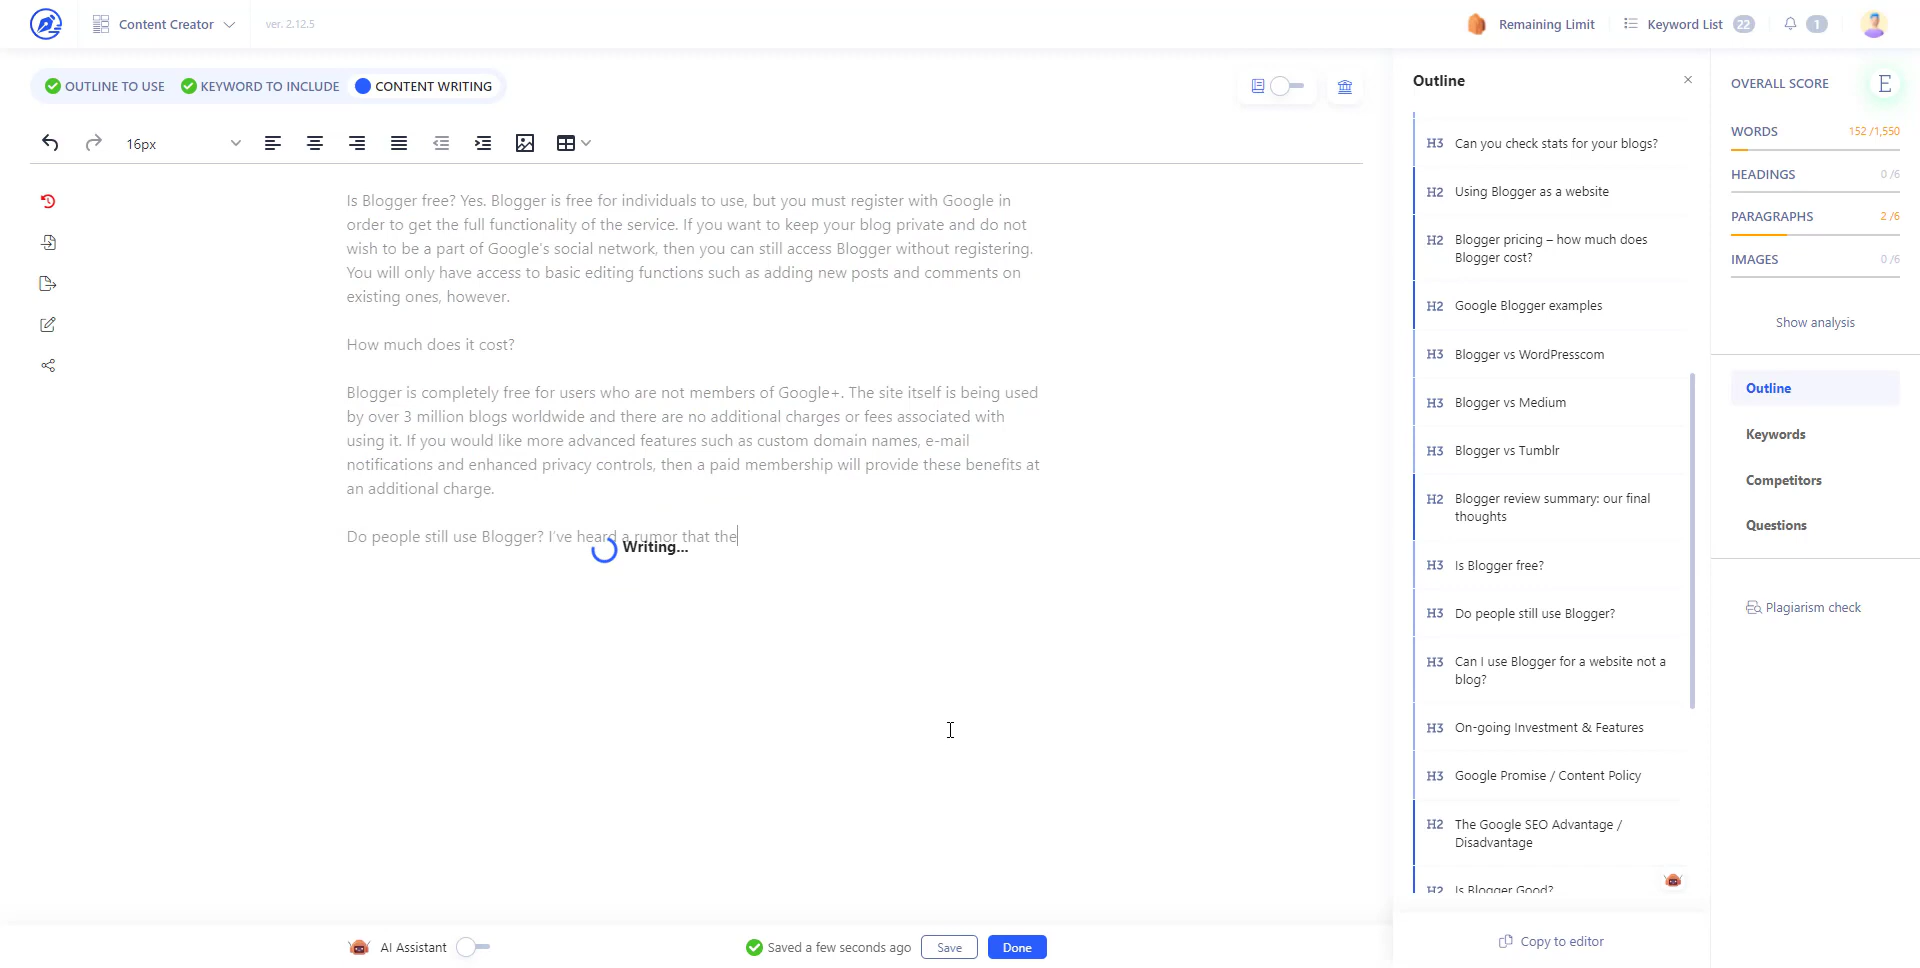 Content Creator
ver. 2.12.5
Remaining Limit
Keyword List 22
1
OUTLINE TO USE
KEYWORD TO INCLUDE
CONTENT WRITING
16px
Is Blogger free? Yes. Blogger is free for individuals to use, but you must register with Google in
order to get the full functionality of the service. If you want to keep your blog private and do not
wish to be a part of Google's social network, then you can still access Blogger without registering.
You will only have access to basic editing functions such as adding new posts and comments on
existing ones, however.
How much does it cost?
Blogger is completely free for users who are not members of Google+. The site itself is being used
by over 3 million blogs worldwide and there are no additional charges or fees associated with
using it. If you would like more advanced features such as custom domain names, e-mail
notifications and enhanced privacy controls, then a paid membership will provide these benefits at
an additional charge.
Do people still use Blogger? I've heard a rumor that the
Writing...
AI Assistant
Saved a few seconds ago
Save
Done
Outline
H3 Can you check stats for your blogs?
H2 Using Blogger as a website
H2 Blogger pricing – how much does
Blogger cost?
H2 Google Blogger examples
H3 Blogger vs WordPresscom
H3 Blogger vs Medium
H3 Blogger vs Tumblr
H2 Blogger review summary: our final
thoughts
H3 Is Blogger free?
H3 Do people still use Blogger?
H3 Can I use Blogger for a website not a
blog?
H3 On-going Investment & Features
H3 Google Promise / Content Policy
H2 The Google SEO Advantage /
Disadvantage
H2 Is Blogger Good?
Copy to editor
OVERALL SCORE
E
WORDS 152 /1,550
HEADINGS 0 /6
PARAGRAPHS 2 /6
IMAGES 0 /6
Show analysis
Outline
Keywords
Competitors
Questions
Plagiarism check